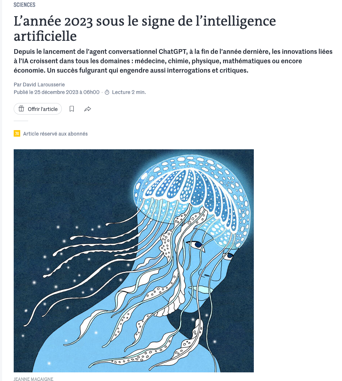 SCIENCES
L'année 2023 sous le signe de l'intelligence
artificielle
Depuis le lancement de l'agent conversationnel ChatGPT, à la fin de l'année dernière, les innovations liées
à l'IA croissent dans tous les domaines : médecine, chimie, physique, mathématiques ou encore
économie. Un succès fulgurant qui engendre aussi interrogations et critiques.
Par David Larousserie
Publié le 25 décembre 2023 à 06h00 · Lecture 2 min.
Offrir l'article
Article réservé aux abonnés
JEANNE MACAIGNE